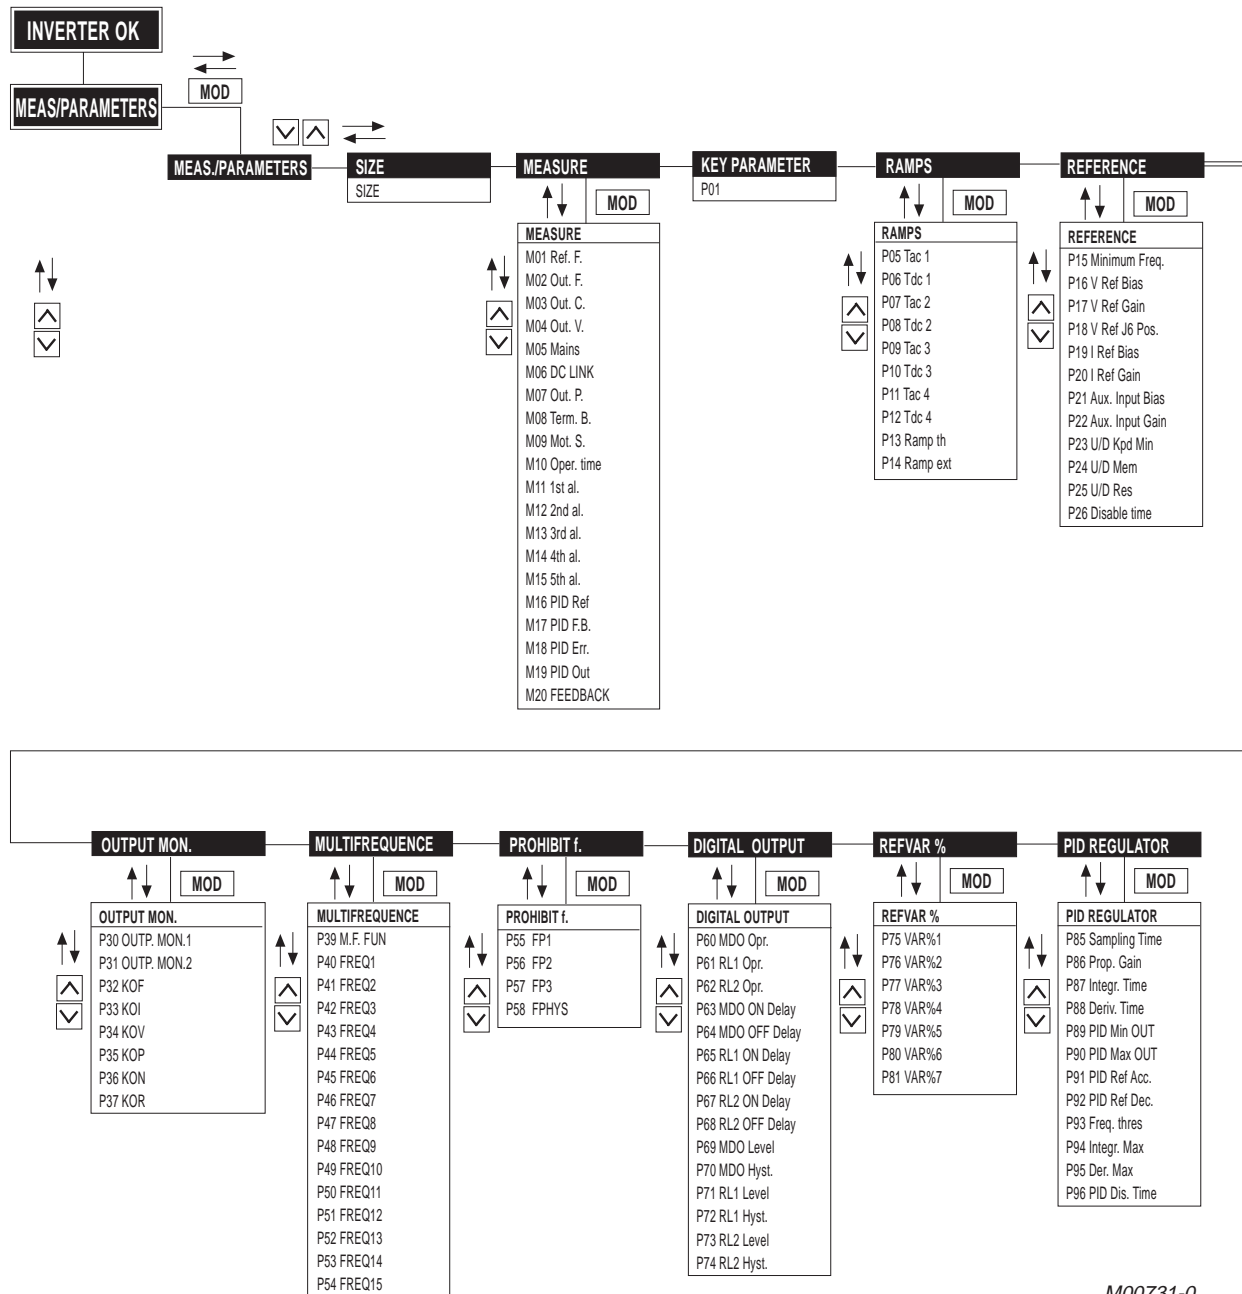 INVERTER OK
MEAS/PARAMETERS
MOD
MEAS./PARAMETERS
SIZE
SIZE
MEASURE
MOD
MEASURE
M01 Ref. F.
M02 Out. F.
M03 Out. C.
M04 Out. V.
M05 Mains
M06 DC LINK
M07 Out. P.
M08 Term. B.
M09 Mot. S.
M10 Oper. time
M11 1st al.
M12 2nd al.
M13 3rd al.
M14 4th al.
M15 5th al.
M16 PID Ref
M17 PID F.B.
M18 PID Err.
M19 PID Out
M20 FEEDBACK
KEY PARAMETER
P01
RAMPS
MOD
RAMPS
P05 Tac 1
P06 Tdc 1
P07 Tac 2
P08 Tdc 2
P09 Tac 3
P10 Tdc 3
P11 Tac 4
P12 Tdc 4
P13 Ramp th
P14 Ramp ext
REFERENCE
MOD
REFERENCE
P15 Minimum Freq.
P16 V Ref Bias
P17 V Ref Gain
P18 V Ref J6 Pos.
P19 I Ref Bias
P20 I Ref Gain
P21 Aux. Input Bias
P22 Aux. Input Gain
P23 U/D Kpd Min
P24 U/D Mem
P25 U/D Res
P26 Disable time
OUTPUT MON.
MOD
OUTPUT MON.
P30 OUTP. MON.1
P31 OUTP. MON.2
P32 KOF
P33 KOI
P34 KOV
P35 KOP
P36 KON
P37 KOR
MULTIFREQUENCE
MOD
MULTIFREQUENCE
P39 M.F. FUN
P40 FREQ1
P41 FREQ2
P42 FREQ3
P43 FREQ4
P44 FREQ5
P45 FREQ6
P46 FREQ7
P47 FREQ8
P48 FREQ9
P49 FREQ10
P50 FREQ11
P51 FREQ12
P52 FREQ13
P53 FREQ14
P54 FREQ15
PROHIBIT f.
MOD
PROHIBIT f.
P55 FP1
P56 FP2
P57 FP3
P58 FPHYS
DIGITAL OUTPUT
MOD
DIGITAL OUTPUT
P60 MDO Opr.
P61 RL1 Opr.
P62 RL2 Opr.
P63 MDO ON Delay
P64 MDO OFF Delay
P65 RL1 ON Delay
P66 RL1 OFF Delay
P67 RL2 ON Delay
P68 RL2 OFF Delay
P69 MDO Level
P70 MDO Hyst.
P71 RL1 Level
P72 RL1 Hyst.
P73 RL2 Level
P74 RL2 Hyst.
REFVAR %
MOD
REFVAR %
P75 VAR%1
P76 VAR%2
P77 VAR%3
P78 VAR%4
P79 VAR%5
P80 VAR%6
P81 VAR%7
PID REGULATOR
MOD
PID REGULATOR
P85 Sampling Time
P86 Prop. Gain
P87 Integr. Time
P88 Deriv. Time
P89 PID Min OUT
P90 PID Max OUT
P91 PID Ref Acc.
P92 PID Ref Dec.
P93 Freq. thres
P94 Integr. Max
P95 Der. Max
P96 PID Dis. Time
M00731-0